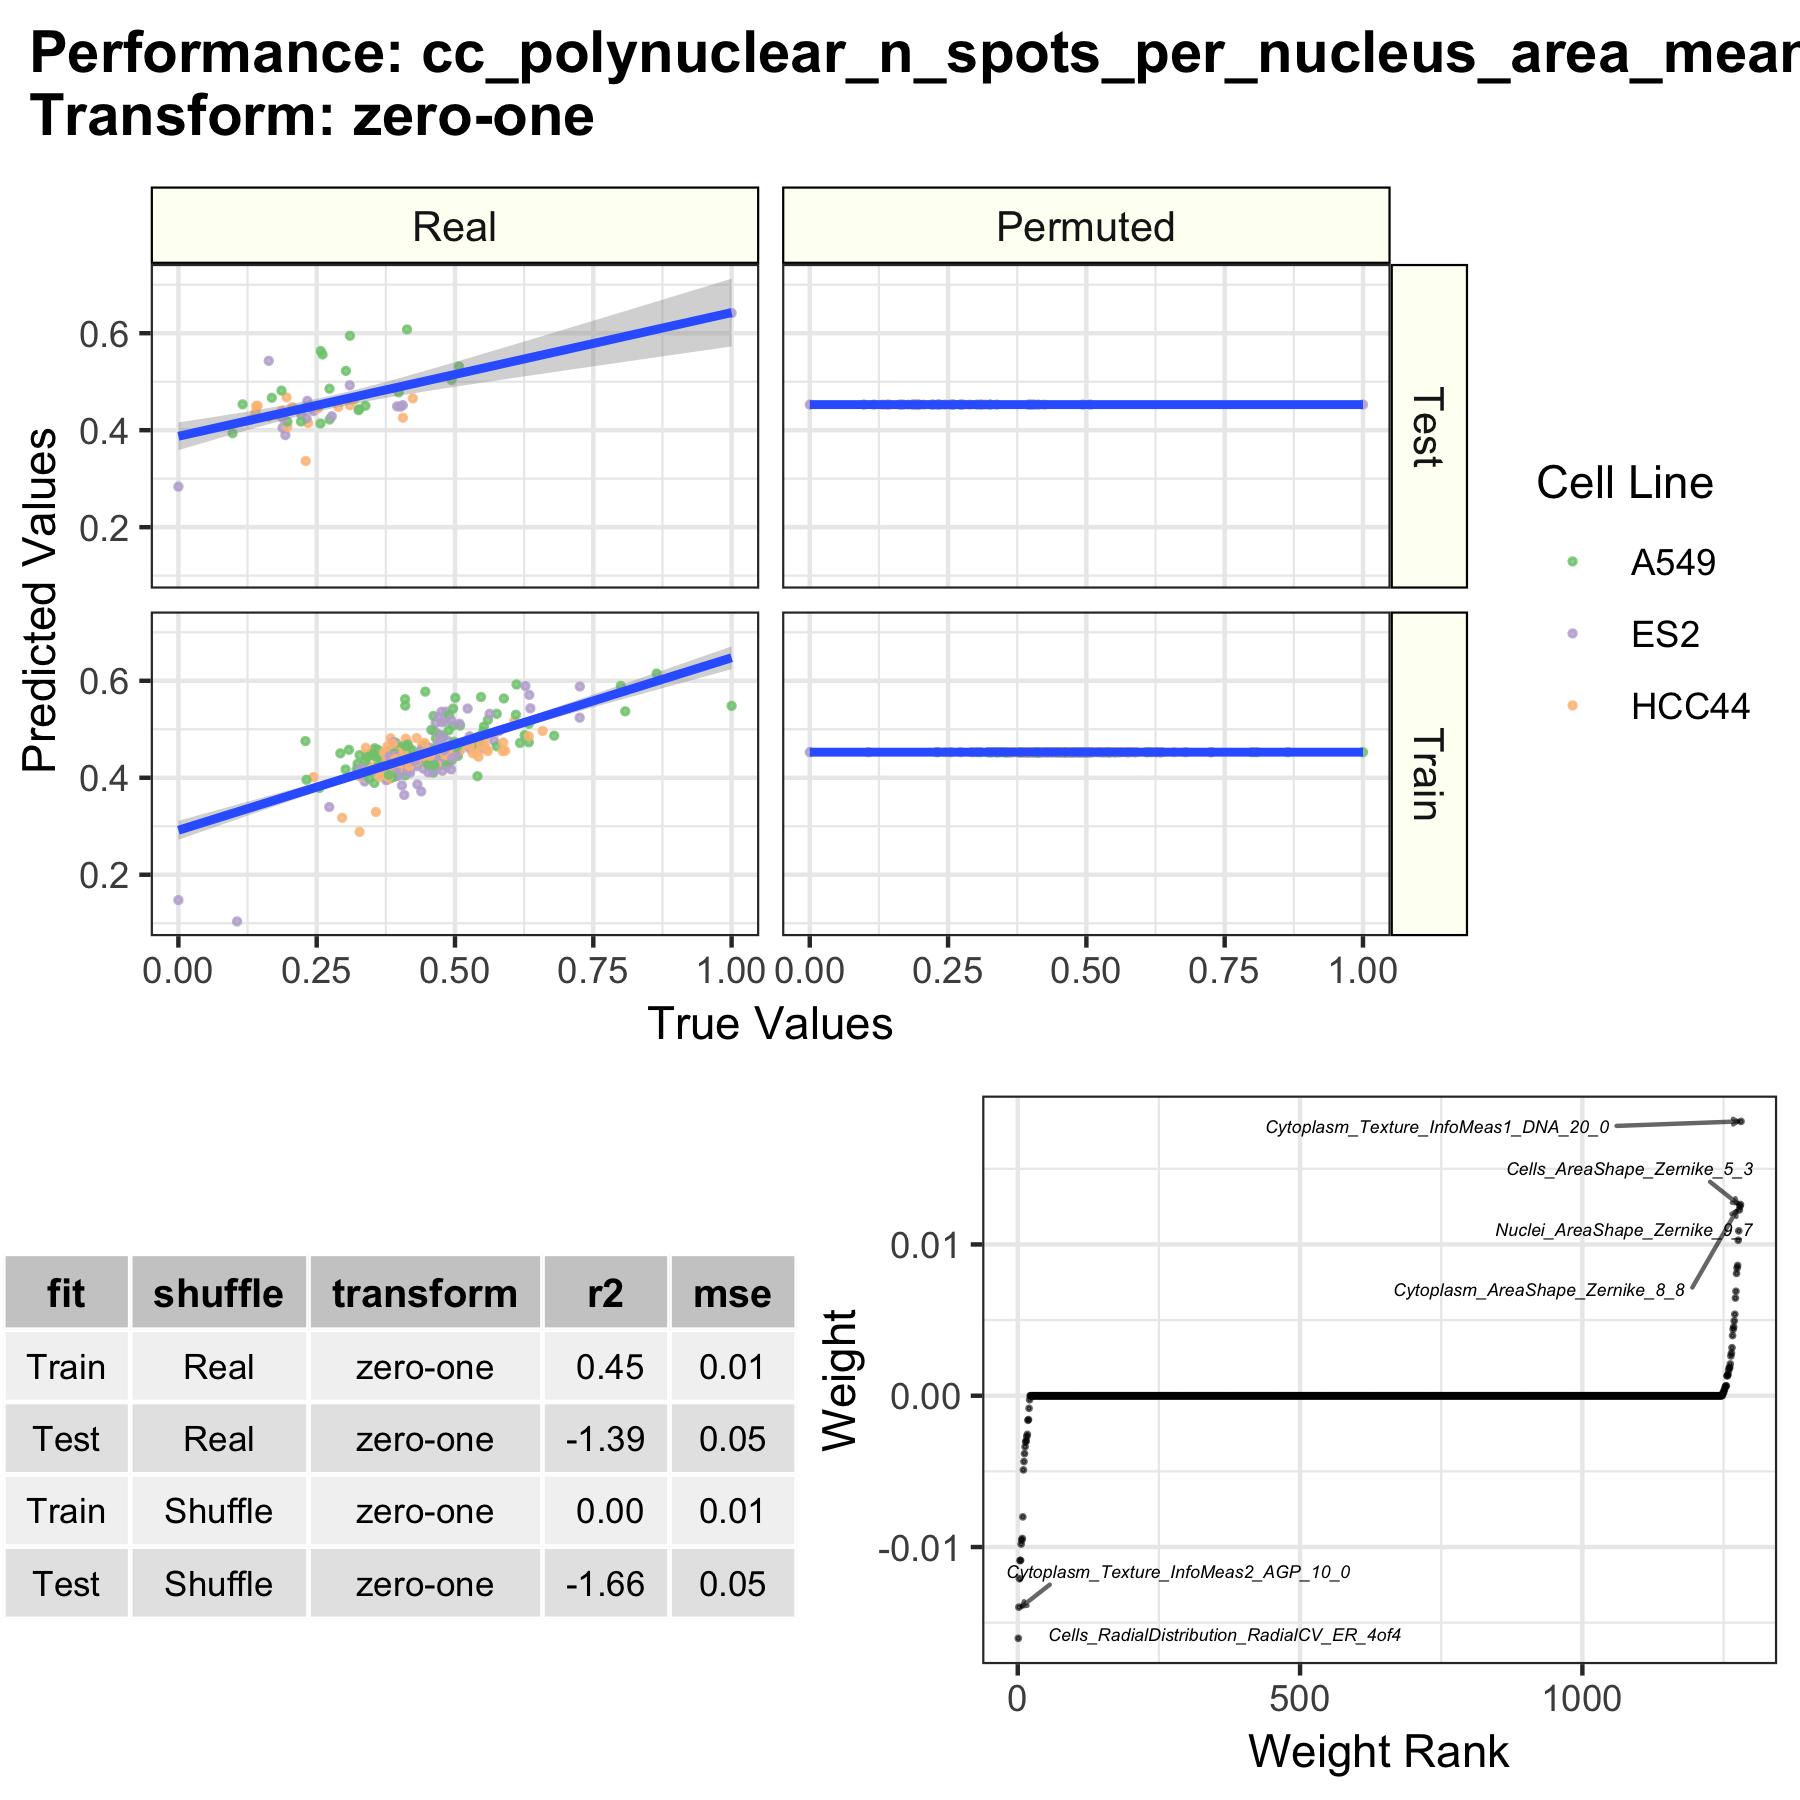 Performance: cc_polynuclear_n_spots_per_nucleus_area_mean
Transform: zero-one
Real
Permuted
Test
Train
0.6
0.4
0.2
0.6
0.4
0.2
Predicted Values
0.00 0.25 0.50 0.75 1.00 0.00 0.25 0.50 0.75 1.00
True Values
Cell Line
A549
ES2
HCC44
fit shuffle transform r2 mse
Train Real zero-one 0.45 0.01
Test Real zero-one -1.39 0.05
Train Shuffle zero-one 0.00 0.01
Test Shuffle zero-one -1.66 0.05
Cytoplasm_Texture_InfoMeas1_DNA_20_0
Cells_AreaShape_Zernike_5_3
Nuclei_AreaShape_Zernike_9_7
Cytoplasm_AreaShape_Zernike_8_8
Cytoplasm_Texture_InfoMeas2_AGP_10_0
Cells_RadialDistribution_RadialCV_ER_4of4
0.01
0.00
-0.01
Weight
0 500 1000
Weight Rank